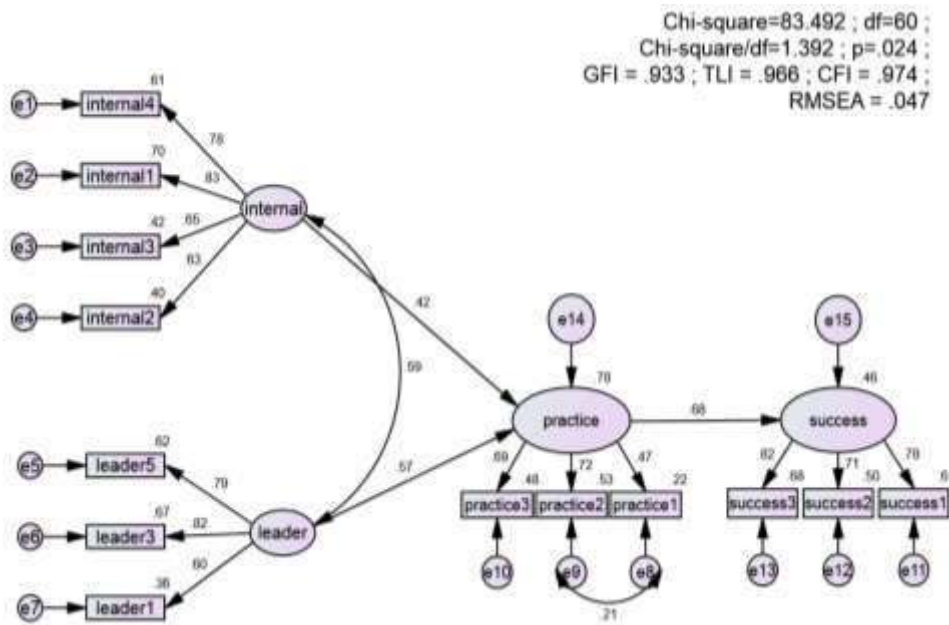 Chi-square=83.492 ; df=60 ;
Chi-square/df=1.392 ; p=.024 ;
GFI = .933 ; TLI = .966 ; CFI = .974 ;
RMSEA = .047
.61
e1 internal4
.78
.70
e2 internal1
.83
internal
.42
.65
e3 internal3
.63
.40
e4 internal2
.42
e14
e15
.59
.46
practice
.68
success
.62
e5 leader5
.57
.79
.69
.72
.47
.82
.71
.78
.48
.53
.22
.68
.50
practice3 practice2 practice1
success3 success2 success1
.67
e6 leader3
.82
leader
.60
e10 e9 e8
e13 e12 e11
.36
e7 leader1
.21